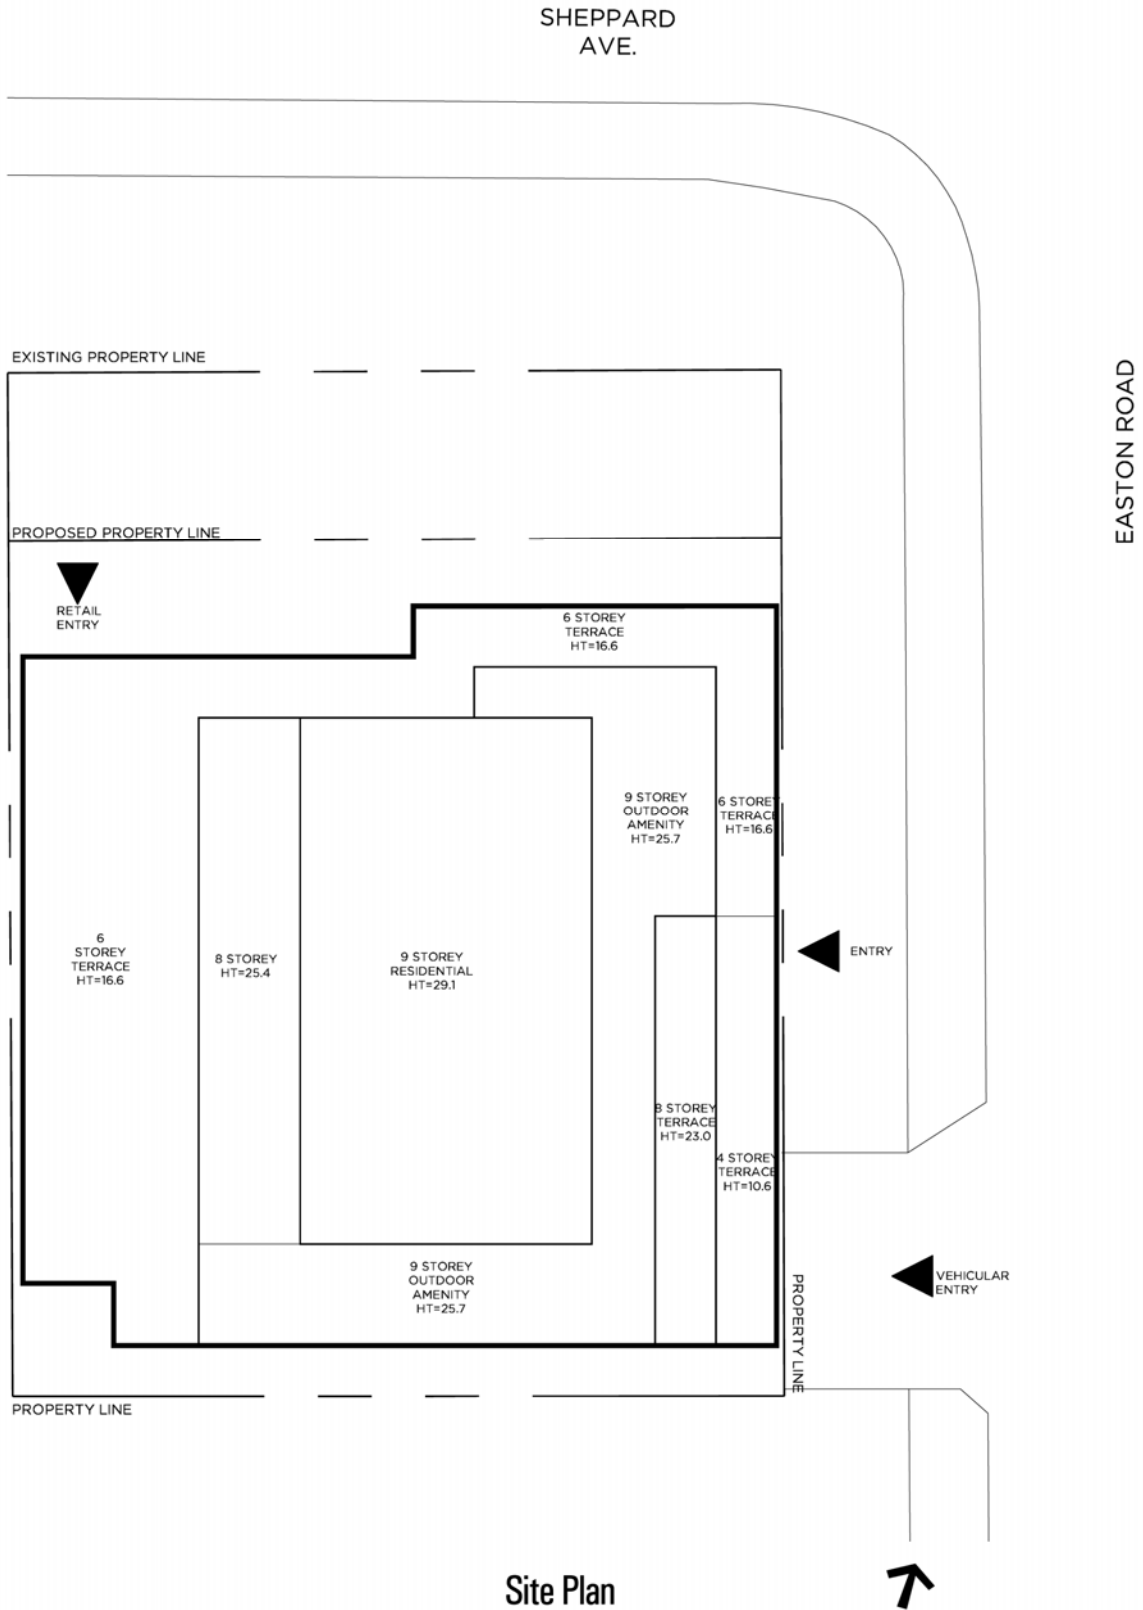 SHEPPARD
AVE.
EXISTING PROPERTY LINE
EASTON ROAD
PROPOSED PROPERTY LINE
RETAIL
ENTRY
6 STOREY
TERRACE
HT=16.6
9 STOREY
OUTDOOR
AMENITY
HT=25.7
6 STOREY
TERRACE
HT=16.6
6
STOREY
TERRACE
HT=16.6
8 STOREY
HT=25.4
9 STOREY
RESIDENTIAL
HT=29.1
ENTRY
8 STOREY
TERRACE
HT=23.0
4 STOREY
TERRACE
HT=10.6
9 STOREY
OUTDOOR
AMENITY
HT=25.7
VEHICULAR
ENTRY
PROPERTY LINE
PROPERTY LINE
Site Plan